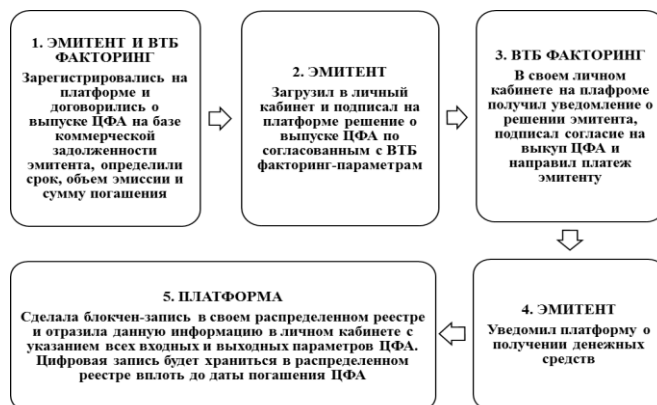 1. ЭМИТЕНТ И ВТБ
ФАКТОРИНГ
Зарегистрировались на
платформе и
договорились о
выпуске ЦФА на базе
коммерческой
задолженности
эмитента, определили
срок, объем эмиссии и
сумму погашения
2. ЭМИТЕНТ
Загрузил в личный
кабинет и подписал на
платформе решение о
выпуске ЦФА по
согласованным с ВТБ
факторинг-параметрам
3. ВТБ ФАКТОРИНГ
В своем личном
кабинете на плафроме
получил уведомление о
решении эмитента,
подписал согласие на
выкуп ЦФА и
направил платеж
эмитенту
4. ЭМИТЕНТ
Уведомил платформу о
получении денежных
средств
5. ПЛАТФОРМА
Сделала блокчен-запись в своем распределенном реестре
и отразила данную информацию в личном кабинете с
указанием всех входных и выходных параметров ЦФА.
Цифровая запись будет храниться в распределенном
реестре вплоть до даты погашения ЦФА